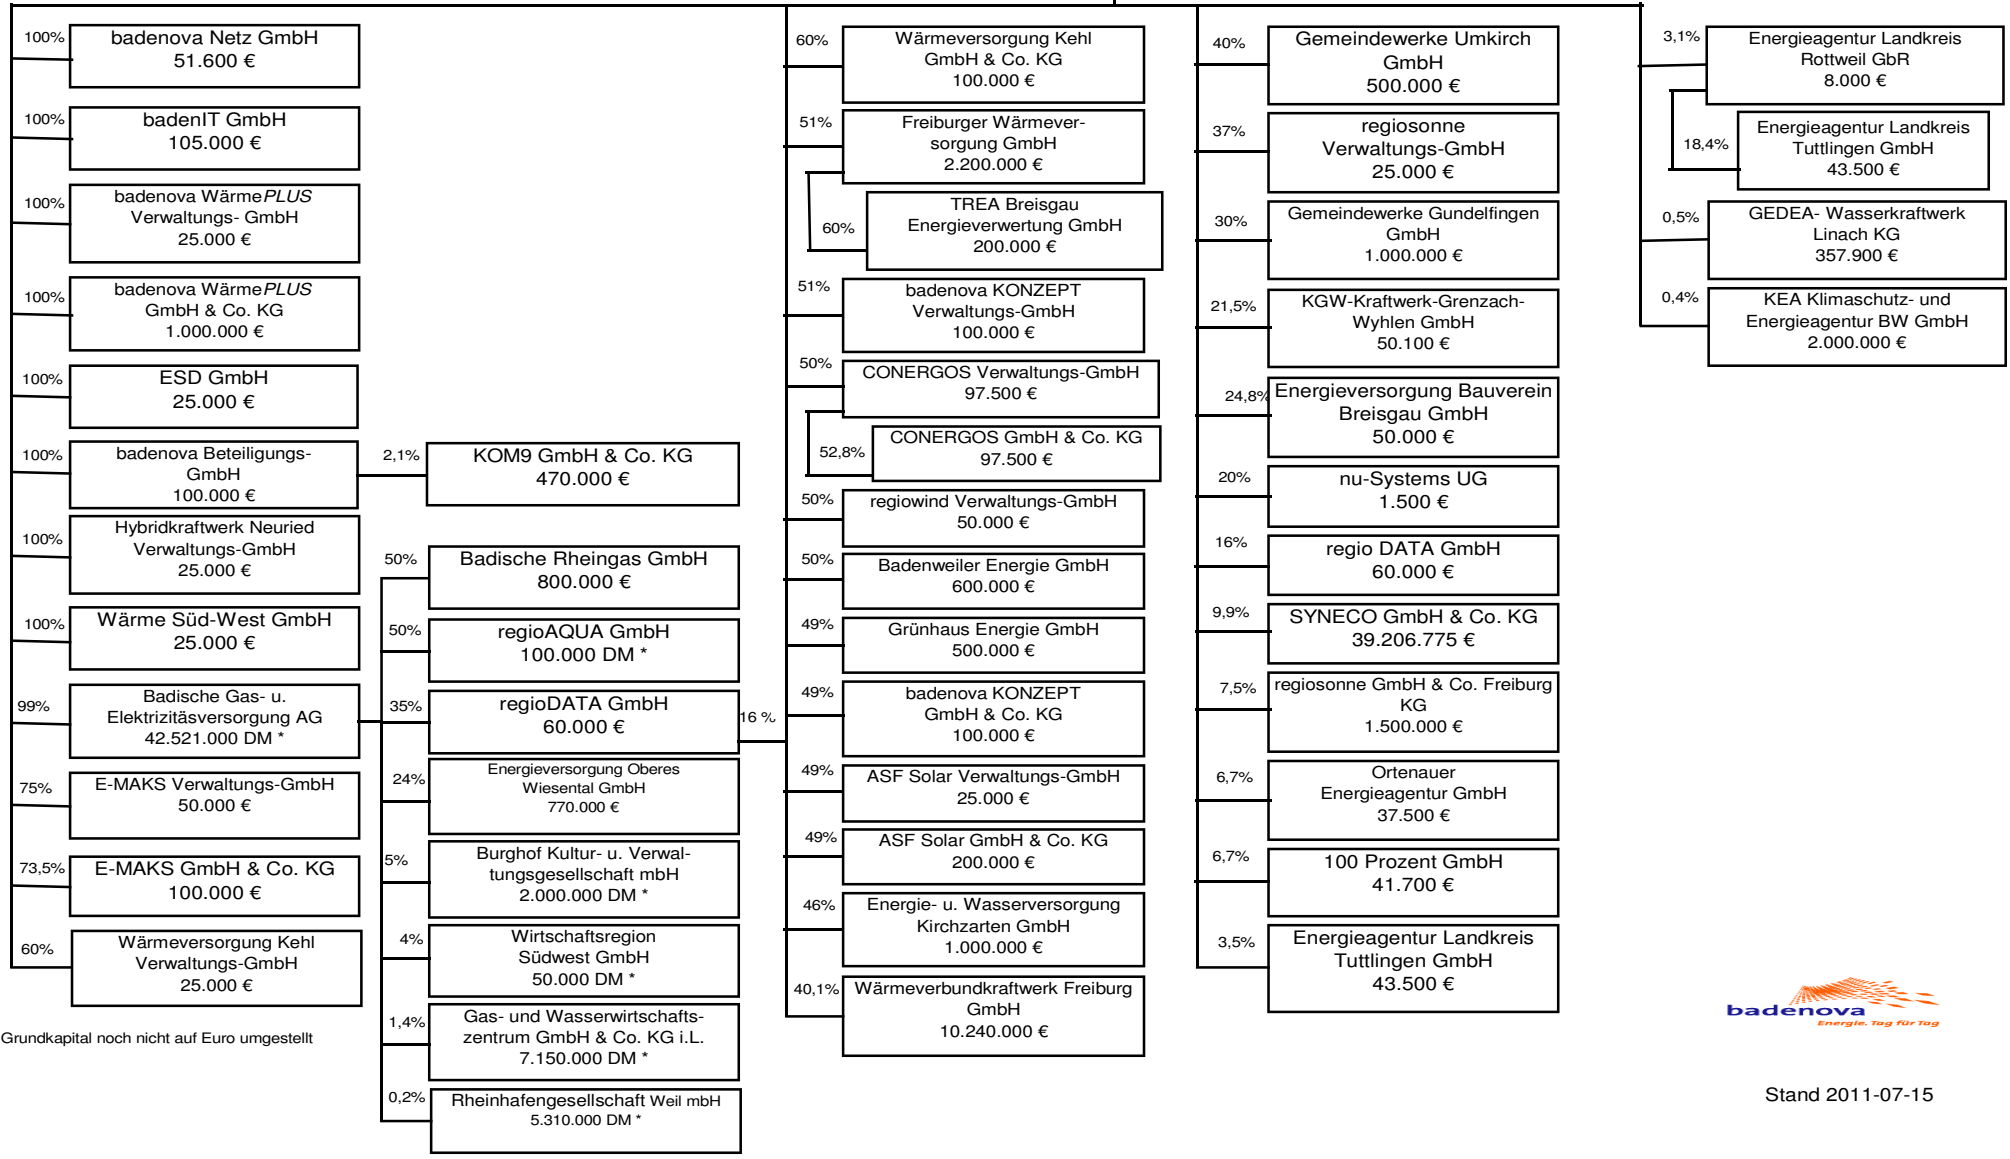 100%
badenova Netz GmbH
51.600 €
100%
badenIT GmbH
105.000 €
100%
badenova WärmePLUS
Verwaltungs- GmbH
25.000 €
100%
badenova WärmePLUS
GmbH & Co. KG
1.000.000 €
100%
ESD GmbH
25.000 €
100%
badenova Beteiligungs-
GmbH
100.000 €
2,1%
KOM9 GmbH & Co. KG
470.000 €
100%
Hybridkraftwerk Neuried
Verwaltungs-GmbH
25.000 €
100%
Wärme Süd-West GmbH
25.000 €
99%
Badische Gas- u.
Elektrizitäsversorgung AG
42.521.000 DM *
75%
E-MAKS Verwaltungs-GmbH
50.000 €
73,5%
E-MAKS GmbH & Co. KG
100.000 €
60%
Wärmeversorgung Kehl
Verwaltungs-GmbH
25.000 €
Grundkapital noch nicht auf Euro umgestellt
50%
Badische Rheingas GmbH
800.000 €
50%
regioAQUA GmbH
100.000 DM *
35%
regioDATA GmbH
60.000 €
16 %
24%
Energieversorgung Oberes
Wiesental GmbH
770.000 €
5%
Burghof Kultur- u. Verwal-
tungsgesellschaft mbH
2.000.000 DM *
4%
Wirtschaftsregion
Südwest GmbH
50.000 DM *
1,4%
Gas- und Wasserwirtschafts-
zentrum GmbH & Co. KG i.L.
7.150.000 DM *
0,2%
Rheinhafengesellschaft Weil mbH
5.310.000 DM *
60%
Wärmeversorgung Kehl
GmbH & Co. KG
100.000 €
51%
Freiburger Wärmever-
sorgung GmbH
2.200.000 €
60%
TREA Breisgau
Energieverwertung GmbH
200.000 €
51%
badenova KONZEPT
Verwaltungs-GmbH
100.000 €
50%
CONERGOS Verwaltungs-GmbH
97.500 €
52,8%
CONERGOS GmbH & Co. KG
97.500 €
50%
regiowind Verwaltungs-GmbH
50.000 €
50%
Badenweiler Energie GmbH
600.000 €
49%
Grünhaus Energie GmbH
500.000 €
49%
badenova KONZEPT
GmbH & Co. KG
100.000 €
49%
ASF Solar Verwaltungs-GmbH
25.000 €
49%
ASF Solar GmbH & Co. KG
200.000 €
46%
Energie- u. Wasserversorgung
Kirchzarten GmbH
1.000.000 €
40,1%
Wärmeverbundkraftwerk Freiburg
GmbH
10.240.000 €
40%
Gemeindewerke Umkirch
GmbH
500.000 €
37%
regiosonne
Verwaltungs-GmbH
25.000 €
30%
Gemeindewerke Gundelfingen
GmbH
1.000.000 €
21,5%
KGW-Kraftwerk-Grenzach-
Wyhlen GmbH
50.100 €
24,8%
Energieversorgung Bauverein
Breisgau GmbH
50.000 €
20%
nu-Systems UG
1.500 €
16%
regio DATA GmbH
60.000 €
9,9%
SYNECO GmbH & Co. KG
39.206.775 €
7,5%
regiosonne GmbH & Co. Freiburg
KG
1.500.000 €
6,7%
Ortenauer
Energieagentur GmbH
37.500 €
6,7%
100 Prozent GmbH
41.700 €
3,5%
Energieagentur Landkreis
Tuttlingen GmbH
43.500 €
3,1%
Energieagentur Landkreis
Rottweil GbR
8.000 €
18,4%
Energieagentur Landkreis
Tuttlingen GmbH
43.500 €
0,5%
GEDEA- Wasserkraftwerk
Linach KG
357.900 €
0,4%
KEA Klimaschutz- und
Energieagentur BW GmbH
2.000.000 €
badenova
Energie. Tag für Tag
Stand 2011-07-15